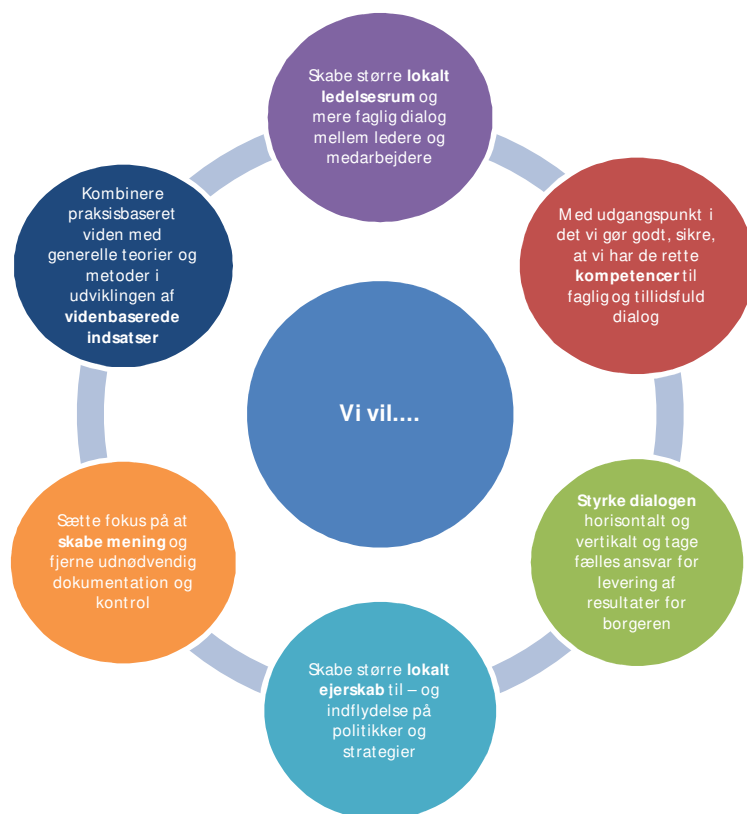 Skabe større lokalt
ledelsesrum og
mere faglig dialog
mellem ledere og
medarbejdere
Med udgangspunkt i
det vi gør godt, sikre,
at vi har de rette
kompetencer til
faglig og tillidsfuld
dialog
Styrke dialogen
horisontalt og
vertikalt og tage
fælles ansvar for
levering af
resultater for
borgeren
Skabe større lokalt
ejerskab til – og
indflydelse på
politikker og
strategier
Sætte fokus på at
skabe mening og
fjerne udnødvendig
dokumentation og
kontrol
Kombinere
praksisbaseret
viden med
generelle teorier og
metoder i
udviklingen af
videnbaserede
indsatser
Vi vil....